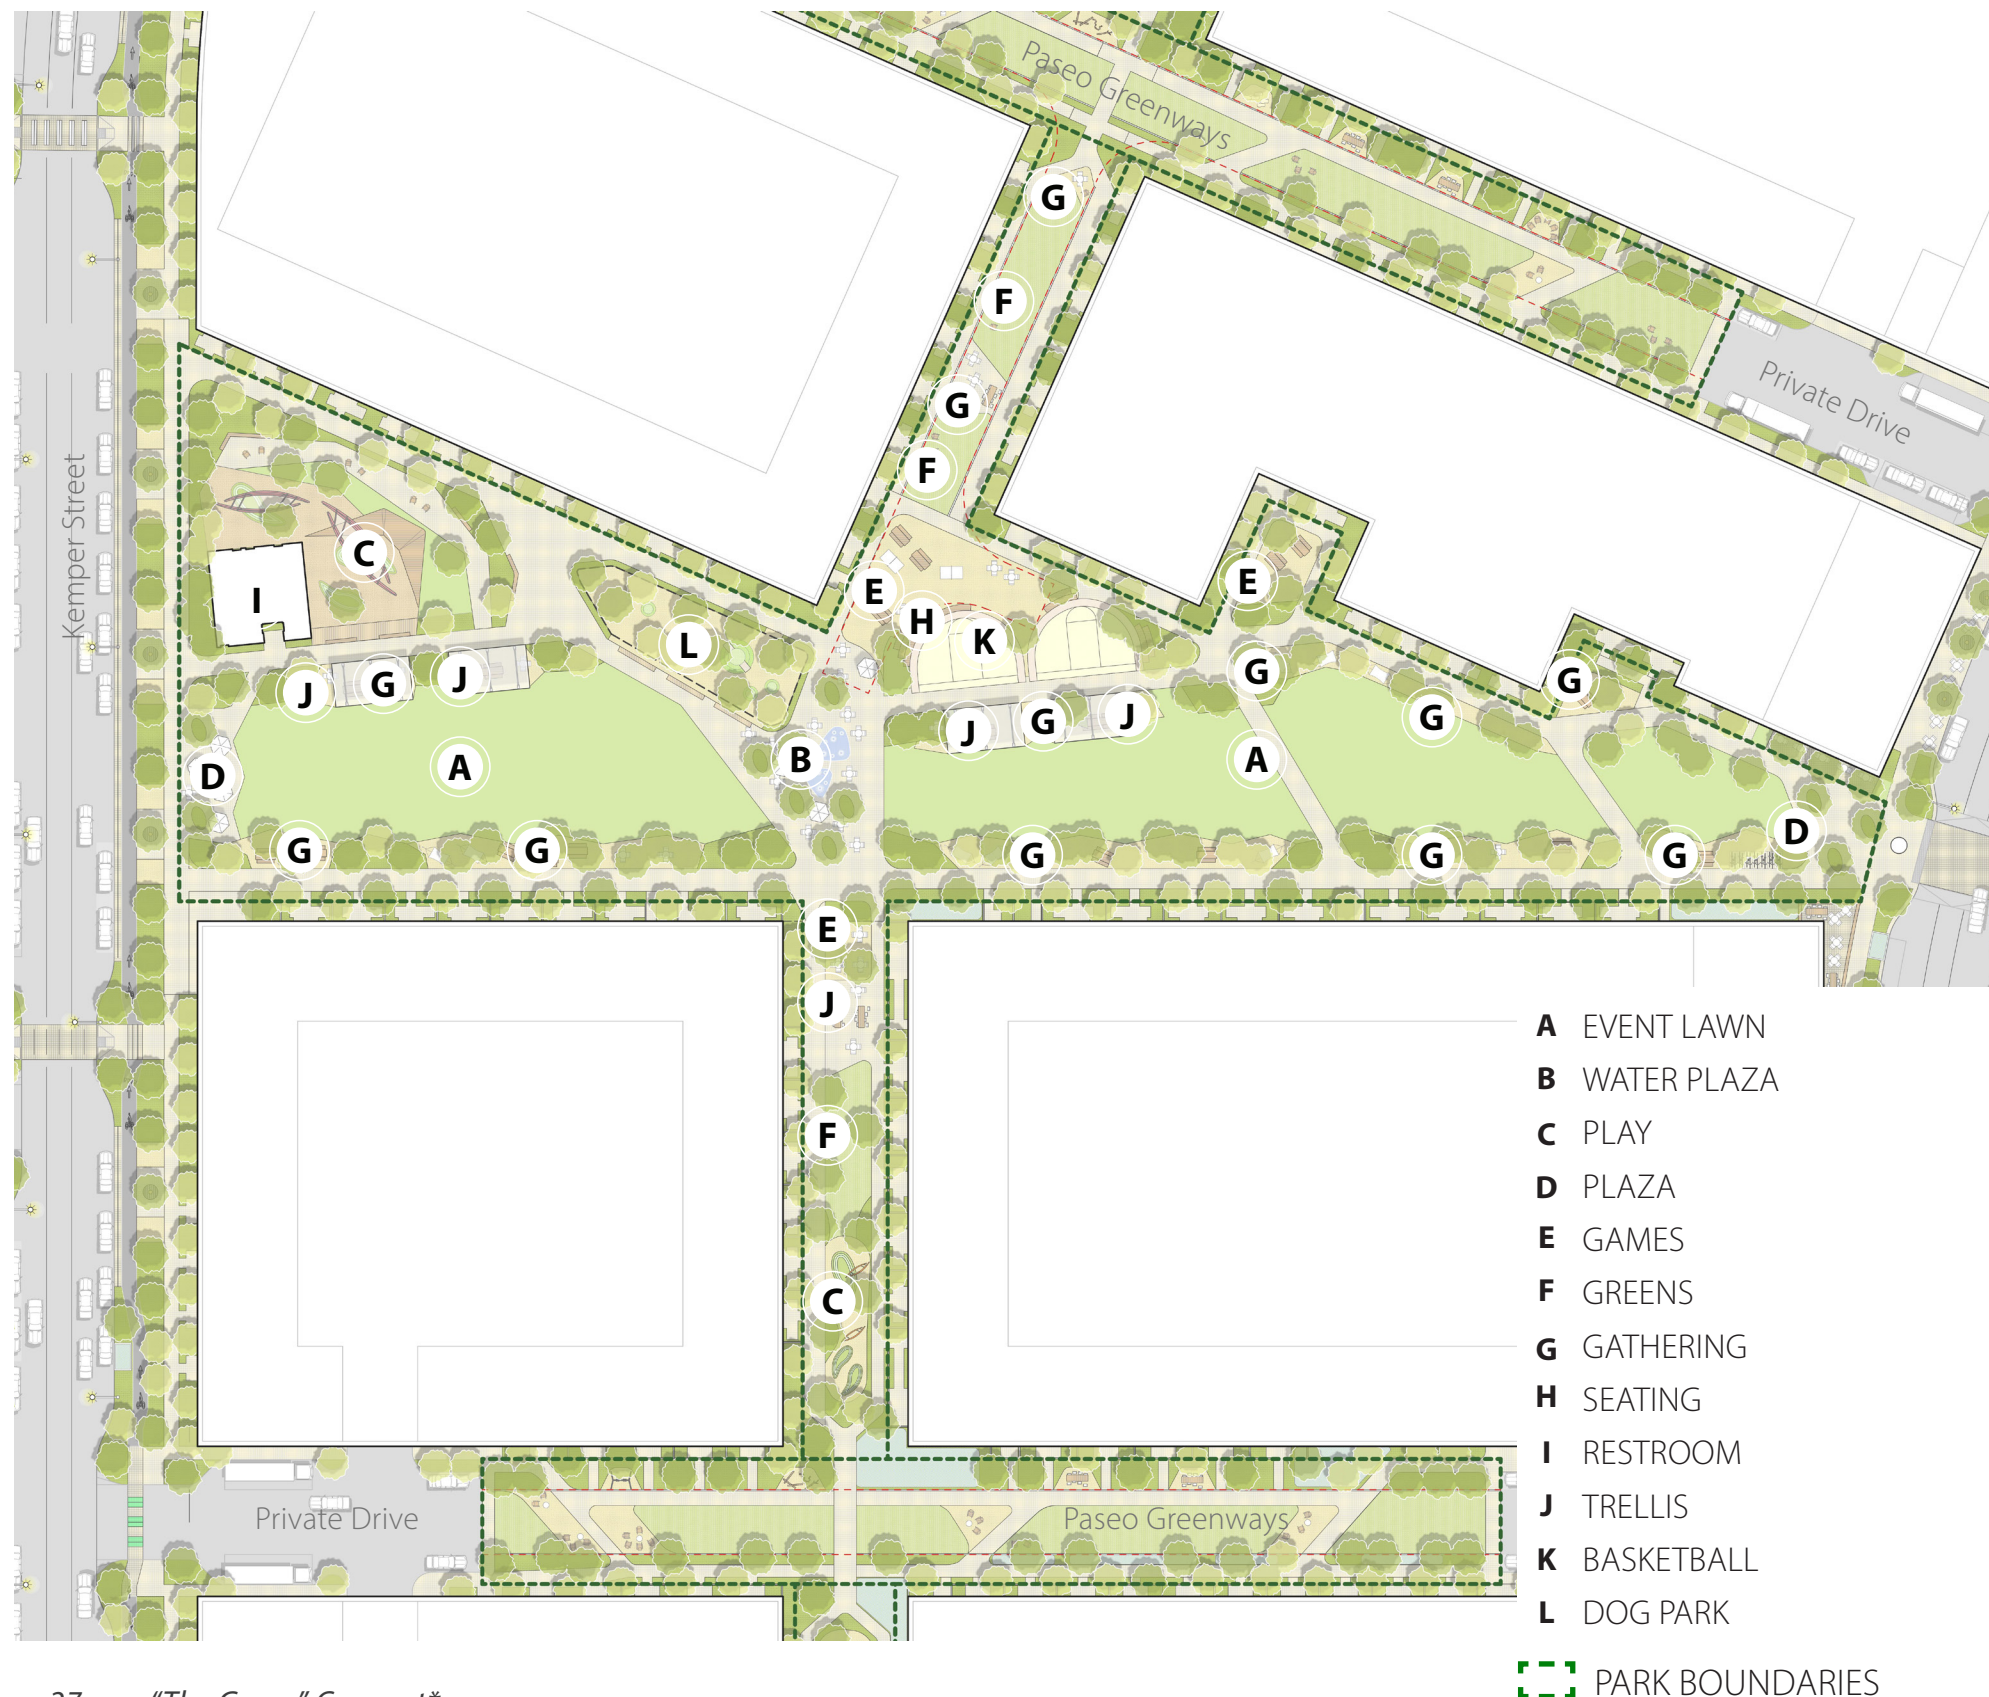 Paseo Greenways
G
F
Private Drive
G
F
Kemper Street
C
E
E
I
H
K
L
G
G
J
G
J
G
J
G
J
B
A
A
D
D
G
G
G
G
G
E
J
F
C
Private Drive
Paseo Greenways
A EVENT LAWN
B WATER PLAZA
C PLAY
D PLAZA
E GAMES
F GREENS
G GATHERING
H SEATING
I RESTROOM
J TRELLIS
K BASKETBALL
L DOG PARK
PARK BOUNDARIES